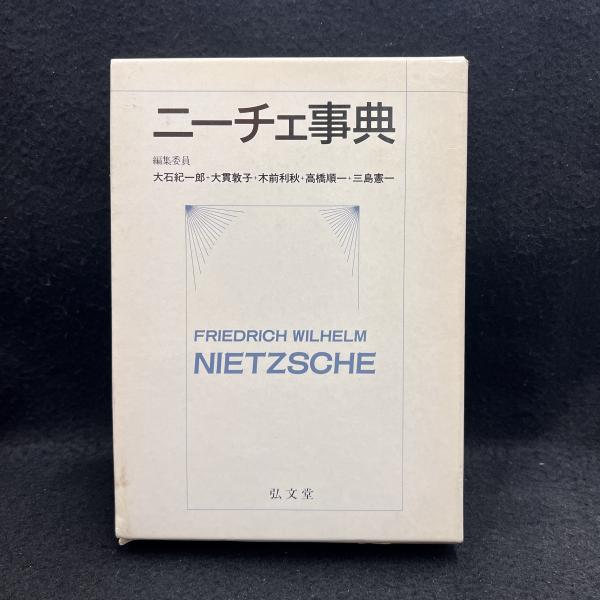 ニーチェ事典
編集委員
大石紀一郎+大貫敦子+木前利秋+高橋順一+三島憲一
FRIEDRICH WILHELM
NIETZSCHE
弘文堂